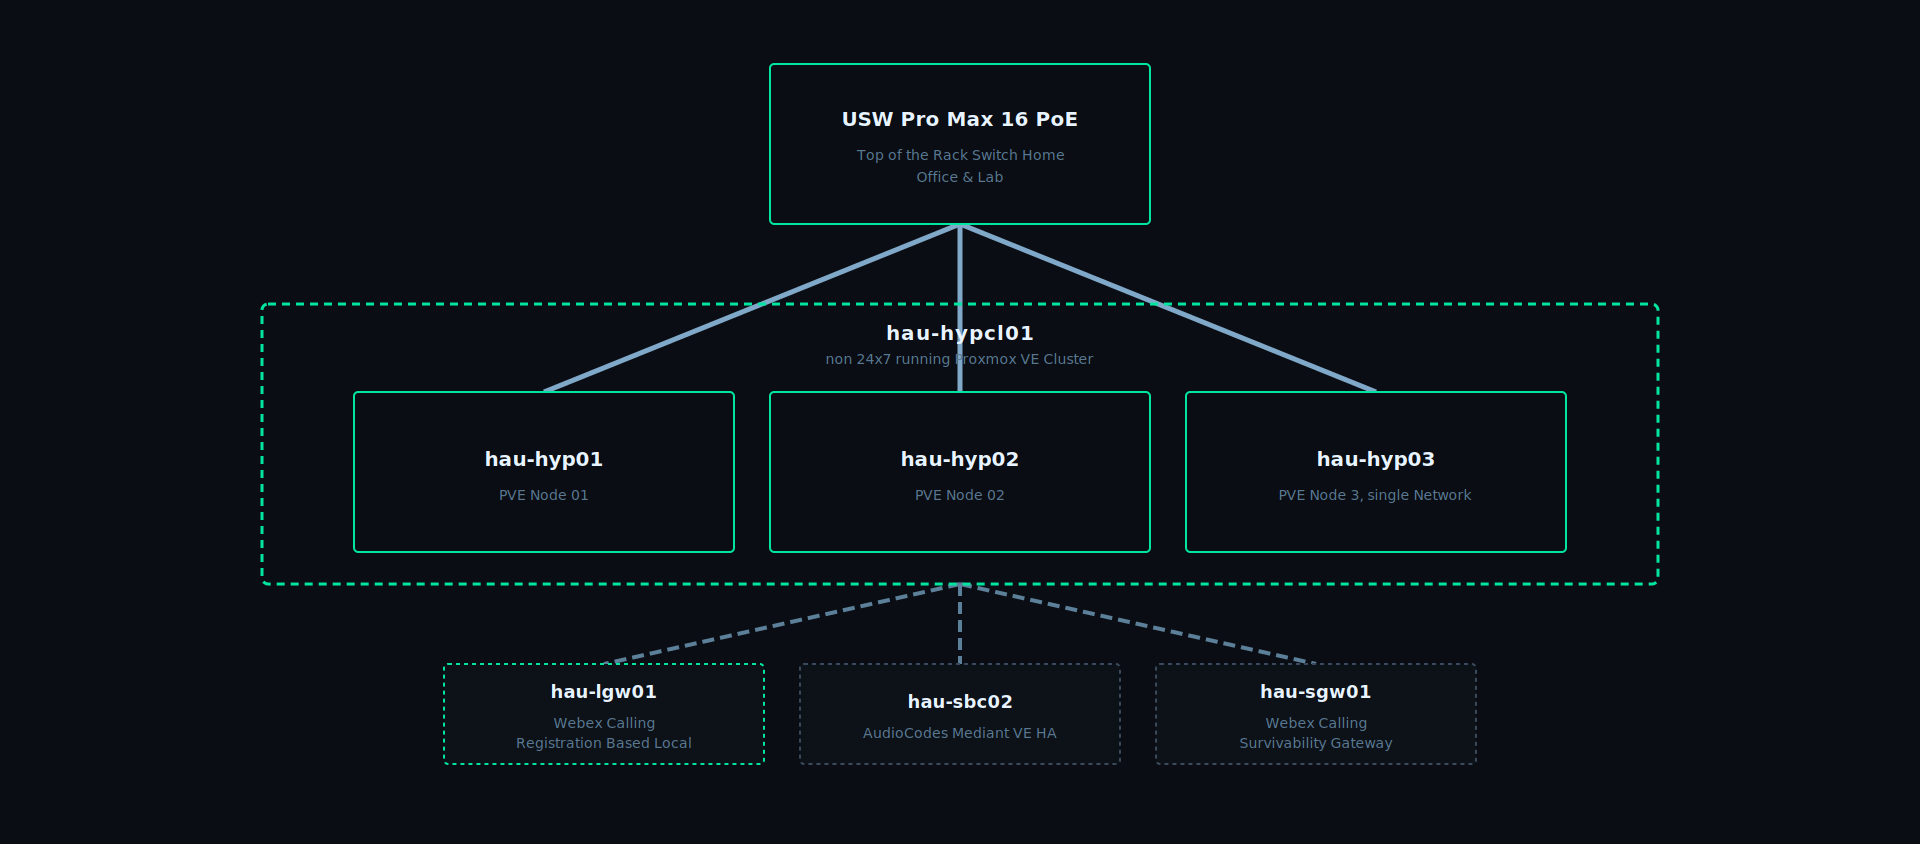 USW Pro Max 16 PoE
Top of the Rack Switch Home
Office & Lab
hau-hypcl01
non 24x7 running Proxmox VE Cluster
hau-hyp01
PVE Node 01
hau-hyp02
PVE Node 02
hau-hyp03
PVE Node 3, single Network
hau-lgw01
Webex Calling
Registration Based Local
hau-sbc02
AudioCodes Mediant VE HA
hau-sgw01
Webex Calling
Survivability Gateway